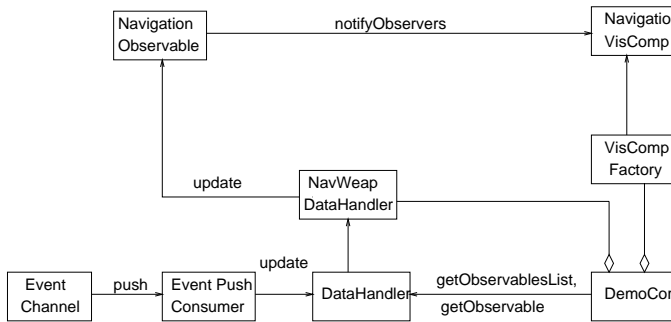 Navigation
Observable
notifyObservers
Navigatio
VisComp
VisComp
Factory
update
NavWeap
DataHandler
Event
Channel
push
Event Push
Consumer
update
DataHandler
getObservablesList,
getObservable
DemoCon